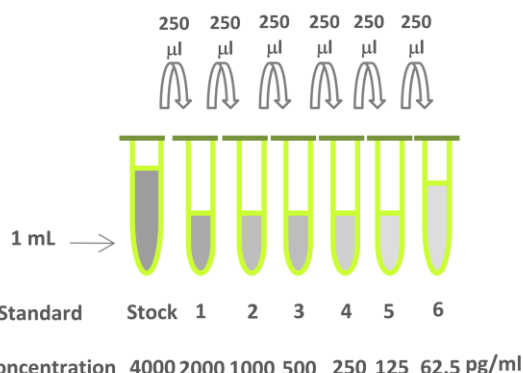 250 250 250 250 250 250
µl µl µl µl µl µl
1 mL
Standard Stock 1 2 3 4 5 6
oncentration 4000 2000 1000 500 250 125 62.5 pg/ml